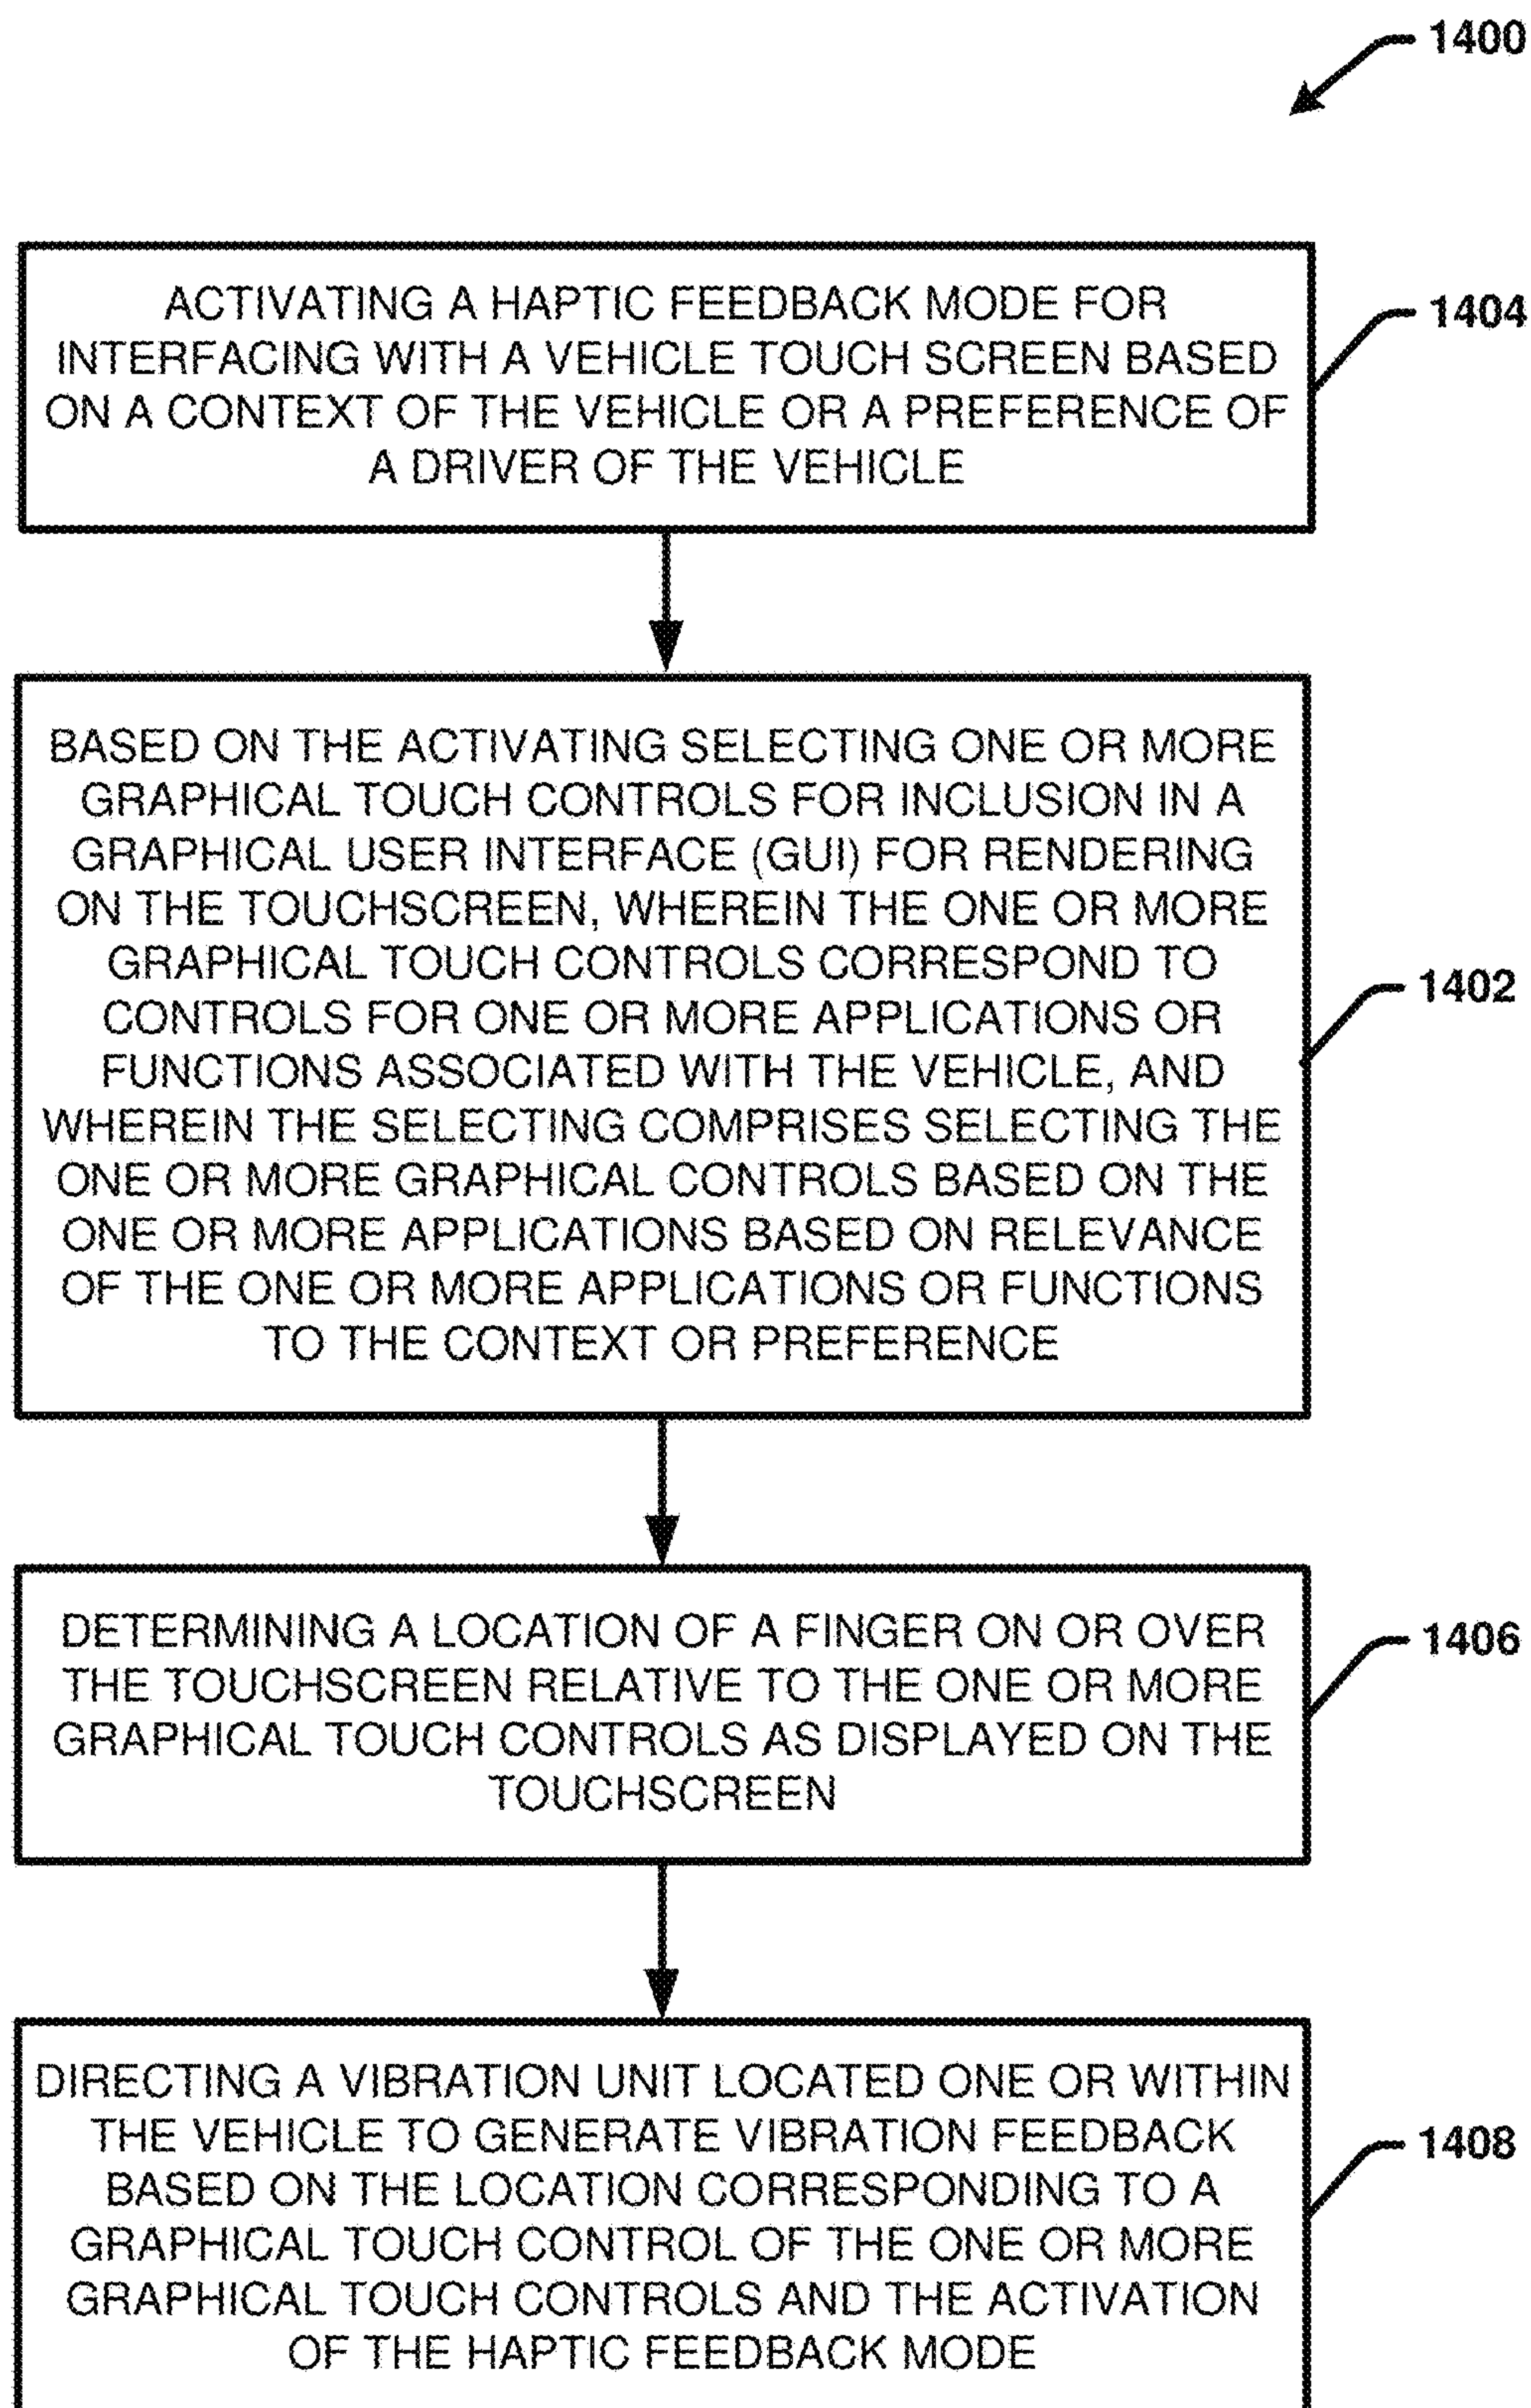 1400
ACTIVATING A HAPTIC FEEDBACK MODE FOR
INTERFACING WITH A VEHICLE TOUCH SCREEN BASED
ON A CONTEXT OF THE VEHICLE OR A PREFERENCE OF
A DRIVER OF THE VEHICLE
1404
BASED ON THE ACTIVATING SELECTING ONE OR MORE
GRAPHICAL TOUCH CONTROLS FOR INCLUSION IN A
GRAPHICAL USER INTERFACE (GUI) FOR RENDERING
ON THE TOUCHSCREEN, WHEREIN THE ONE OR MORE
GRAPHICAL TOUCH CONTROLS CORRESPOND TO
CONTROLS FOR ONE OR MORE APPLICATIONS OR
FUNCTIONS ASSOCIATED WITH THE VEHICLE, AND
WHEREIN THE SELECTING COMPRISES SELECTING THE
ONE OR MORE GRAPHICAL CONTROLS BASED ON THE
ONE OR MORE APPLICATIONS BASED ON RELEVANCE
OF THE ONE OR MORE APPLICATIONS OR FUNCTIONS
TO THE CONTEXT OR PREFERENCE
1402
DETERMINING A LOCATION OF A FINGER ON OR OVER
THE TOUCHSCREEN RELATIVE TO THE ONE OR MORE
GRAPHICAL TOUCH CONTROLS AS DISPLAYED ON THE
TOUCHSCREEN
1406
DIRECTING A VIBRATION UNIT LOCATED ONE OR WITHIN
THE VEHICLE TO GENERATE VIBRATION FEEDBACK
BASED ON THE LOCATION CORRESPONDING TO A
GRAPHICAL TOUCH CONTROL OF THE ONE OR MORE
GRAPHICAL TOUCH CONTROLS AND THE ACTIVATION
OF THE HAPTIC FEEDBACK MODE
1408